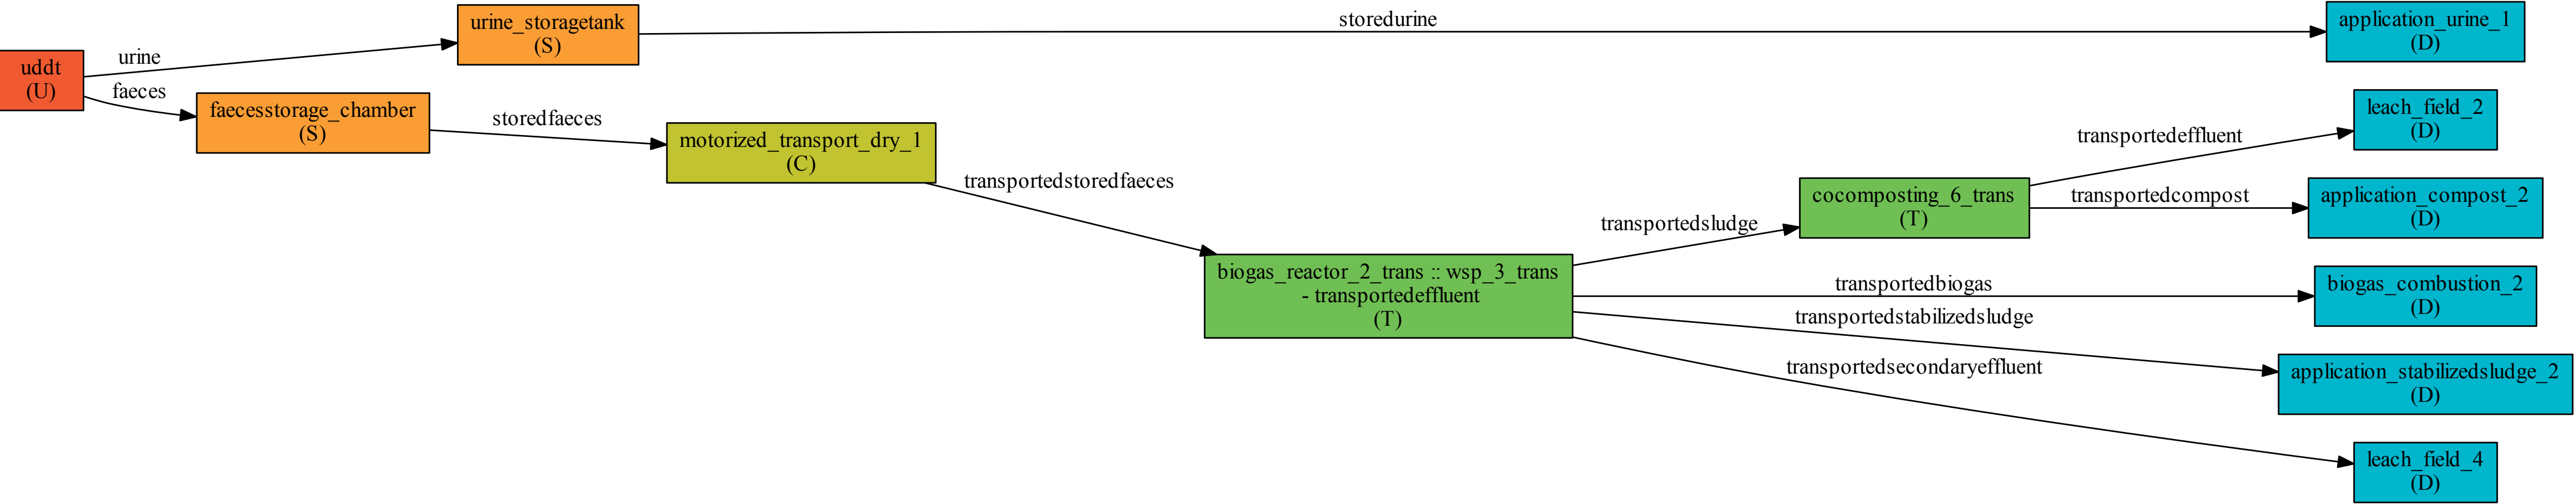 uddt
(U)
urine
faeces
urine_storagetank
(S)
faecesstorage_chamber
(S)
storedurine
storedfaeces
motorized_transport_dry_1
(C)
transportedstoredfaeces
biogas_reactor_2_trans :: wsp_3_trans
- transportedeffluent
(T)
transportedsludge
cocomposting_6_trans
(T)
transportedeffluent
transportedcompost
transportedbiogas
transportedstabilizedsludge
transportedsecondaryeffluent
application_urine_1
(D)
leach_field_2
(D)
application_compost_2
(D)
biogas_combustion_2
(D)
application_stabilizedsludge_2
(D)
leach_field_4
(D)